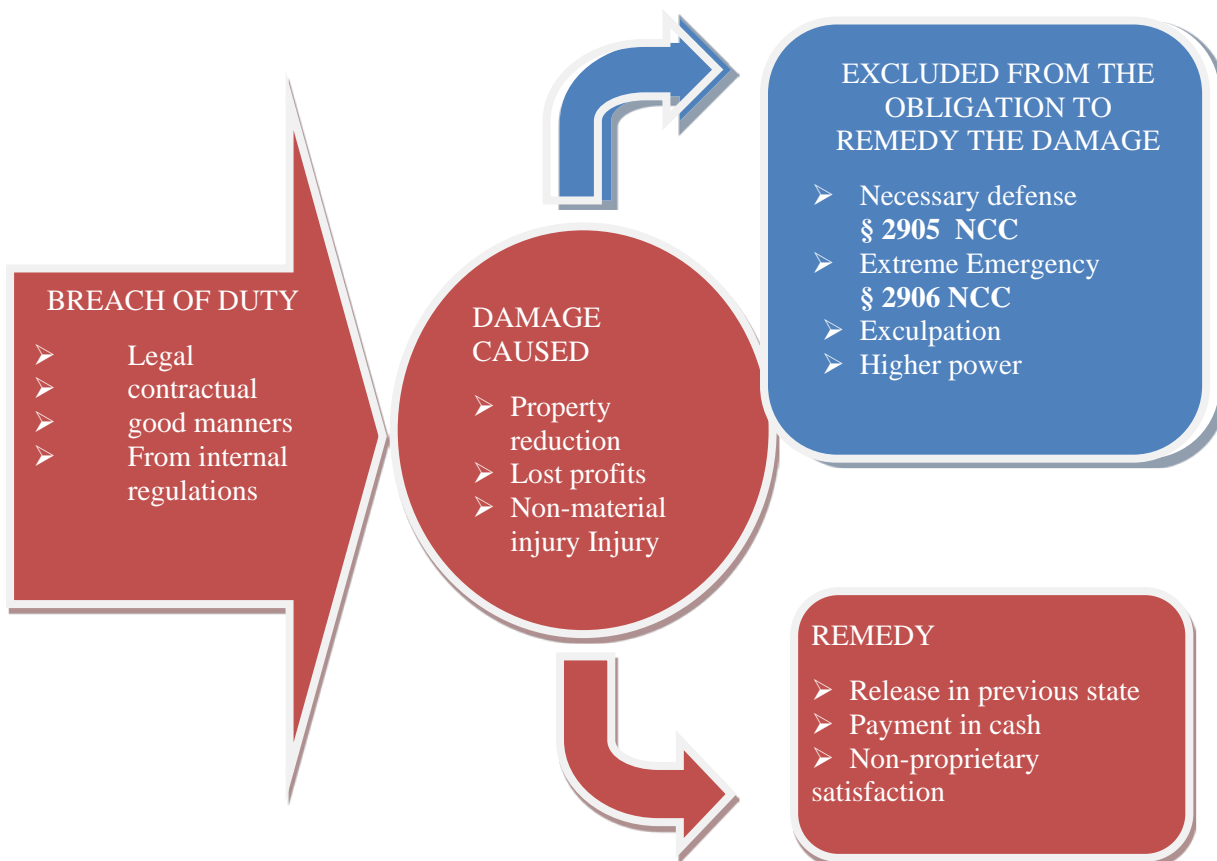 BREACH OF DUTY
➢ Legal
➢ contractual
➢ good manners
➢ From internal
regulations
DAMAGE
CAUSED
➢ Property
reduction
➢ Lost profits
➢ Non-material
injury Injury
EXCLUDED FROM THE
OBLIGATION TO
REMEDY THE DAMAGE
➢ Necessary defense
§ 2905 NCC
➢ Extreme Emergency
§ 2906 NCC
➢ Exculpation
➢ Higher power
REMEDY
➢ Release in previous state
➢ Payment in cash
➢ Non-proprietary
satisfaction